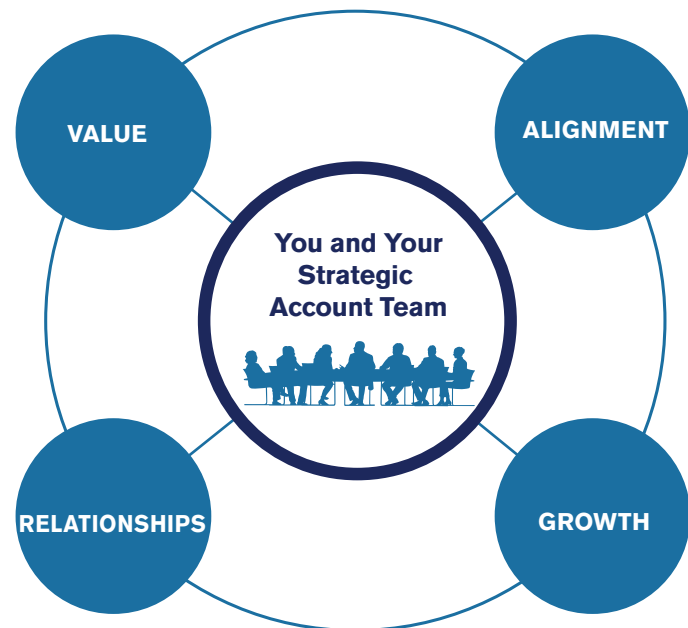 VALUE
ALIGNMENT
You and Your
Strategic
Account Team
RELATIONSHIPS
GROWTH